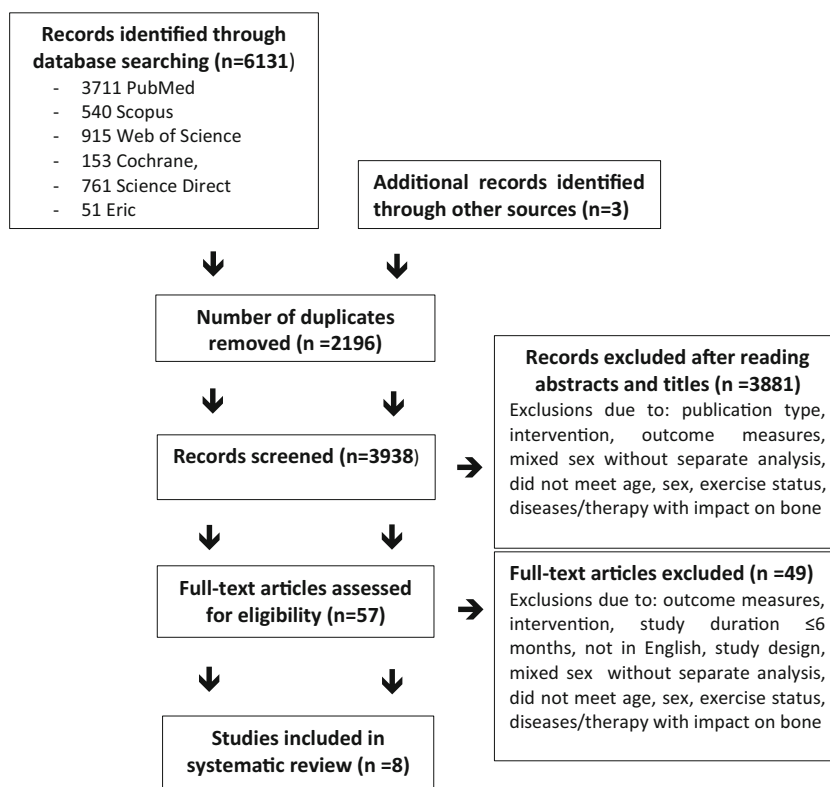 Records identified through
database searching (n=6131)
- 3711 PubMed
- 540 Scopus
- 915 Web of Science
- 153 Cochrane,
- 761 Science Direct
- 51 Eric
Additional records identified
through other sources (n=3)
Number of duplicates
removed (n =2196)
Records excluded after reading
abstracts and titles (n =3881)
Exclusions due to: publication type,
intervention, outcome measures,
mixed sex without separate analysis,
did not meet age, sex, exercise status,
diseases/therapy with impact on bone
Records screened (n=3938)
Full-text articles assessed
for eligibility (n=57)
Full-text articles excluded (n =49)
Exclusions due to: outcome measures,
intervention, study duration ≤6
months, not in English, study design,
mixed sex without separate analysis,
did not meet age, sex, exercise status,
diseases/therapy with impact on bone
Studies included in
systematic review (n =8)